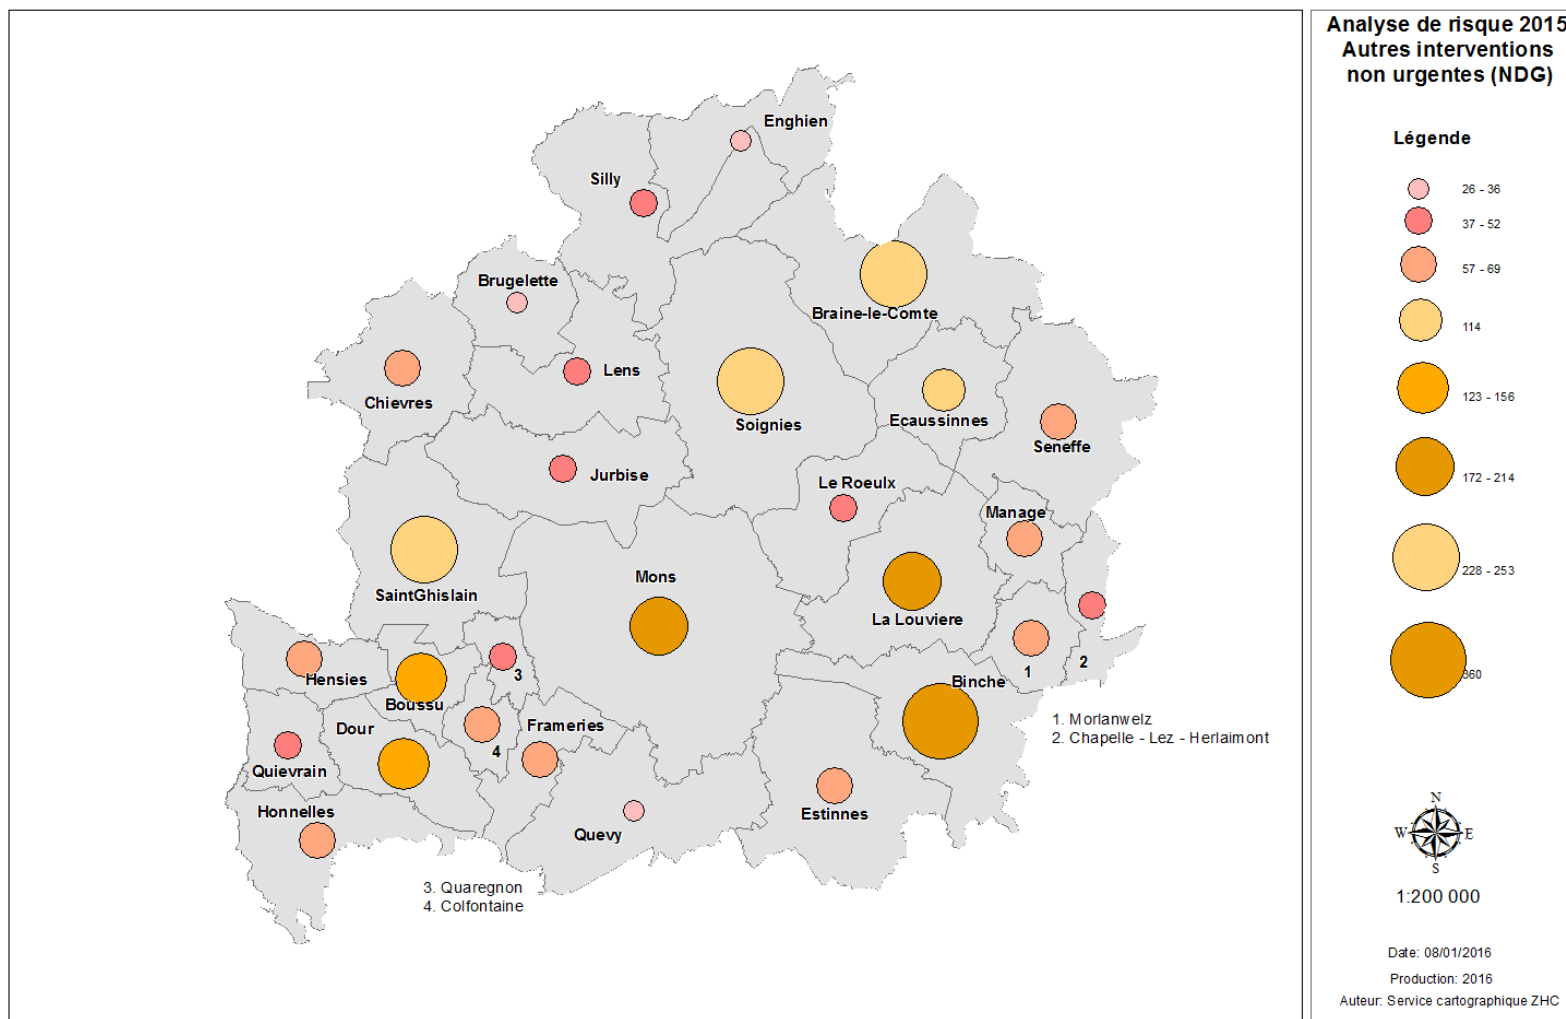 Analyse de risque 2015
Autres interventions
non urgentes (NDG)
Légende
26 - 36
37 - 52
57 - 69
114
123 - 156
172 - 214
228 - 253
360
Enghien
Silly
Brugelette
Braine-le-Comte
Lens
Chievres
Soignies
Ecaussinnes
Seneffe
Jurbise
Le Roeulx
Manage
Mons
SaintGhislain
La Louviere
1
2
3
Hensies
Binche
Boussu
Dour
Frameries
4
1. Morlanwelz
2. Chapelle - Lez - Herlaimont
Quievrain
Honnelles
Quevy
Estinnes
3. Quaregnon
4. Colfontaine
N
W
E
S
1:200 000
Date: 08/01/2016
Production: 2016
Auteur: Service cartographique ZHC